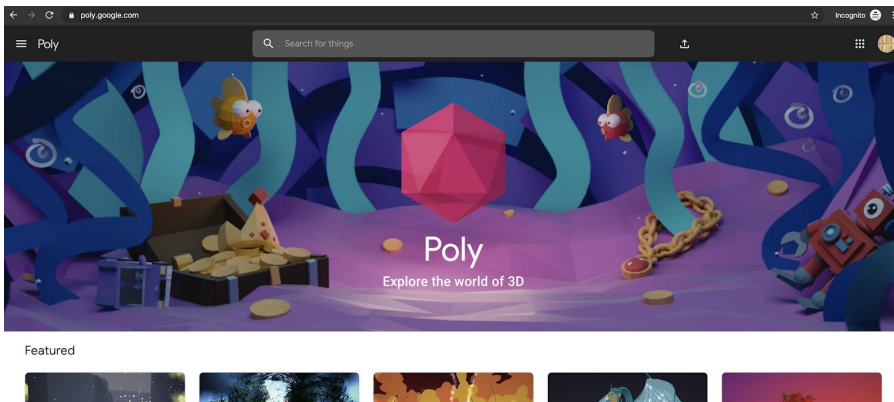 poly.google.com
Incognito
Poly
Search for things
Poly
Explore the world of 3D
Featured